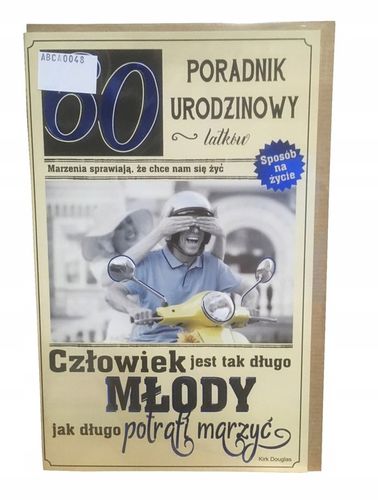 ABCA0048
60
PORADNIK
URODZINOWY
latków
Marzenia sprawiają, że chce nam się żyć
Sposób
na
życie
Człowiek jest tak długo
MŁODY
jak długo potrafi marzyć
Kirk Douglas